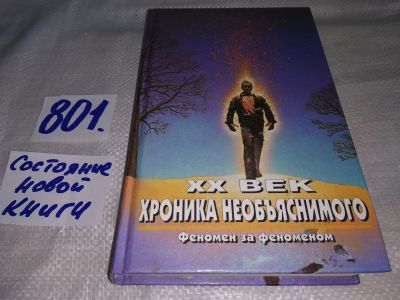 801.
Состояние
новой
книги
XX ВЕК
ХРОНИКА НЕОБЪЯСНИМОГО
Феномен за феноменом